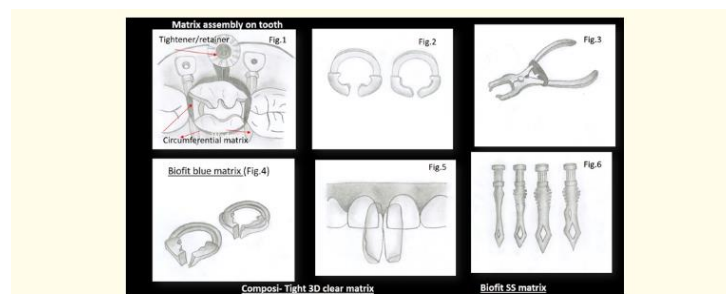 Matrix assembly on tooth
Tightener/retainer
Fig.1
Circumferential matrix
Fig.2
Fig.3
Biofit blue matrix (Fig.4)
Fig.5
Fig.6
Composi- Tight 3D clear matrix
Biofit SS matrix